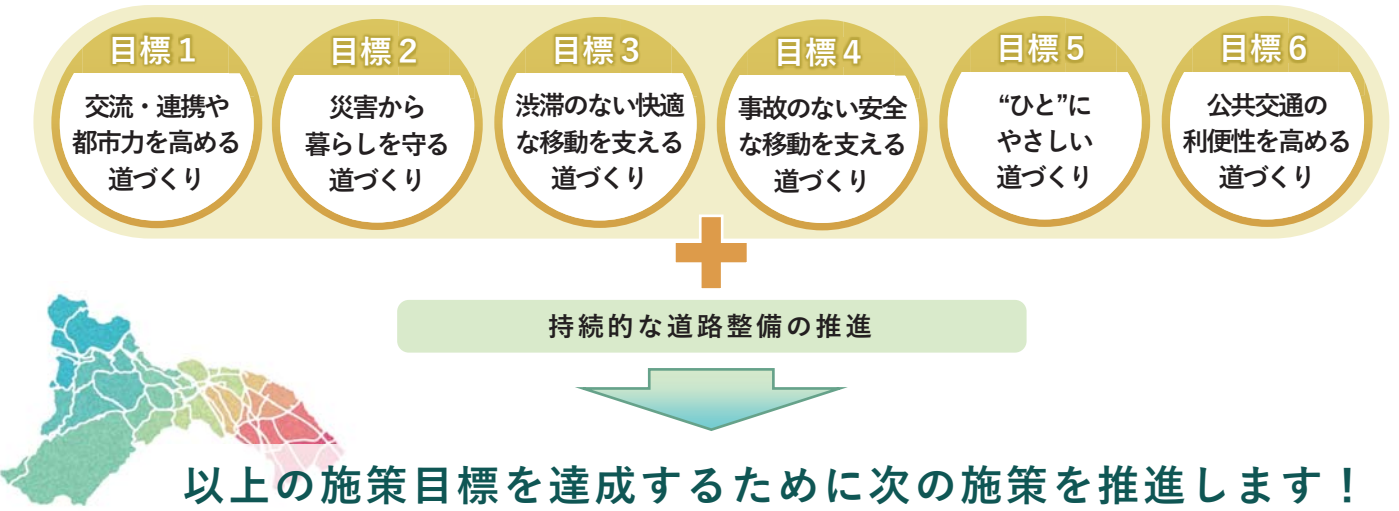 目標1
交流・連携や
都市力を高める
道づくり
目標2
災害から
暮らしを守る
道づくり
目標3
渋滞のない快適
な移動を支える
道づくり
目標4
事故のない安全
な移動を支える
道づくり
目標5
“ひと”に
やさしい
道づくり
目標6
公共交通の
利便性を高める
道づくり
持続的な道路整備の推進
以上の施策目標を達成するために次の施策を推進します！